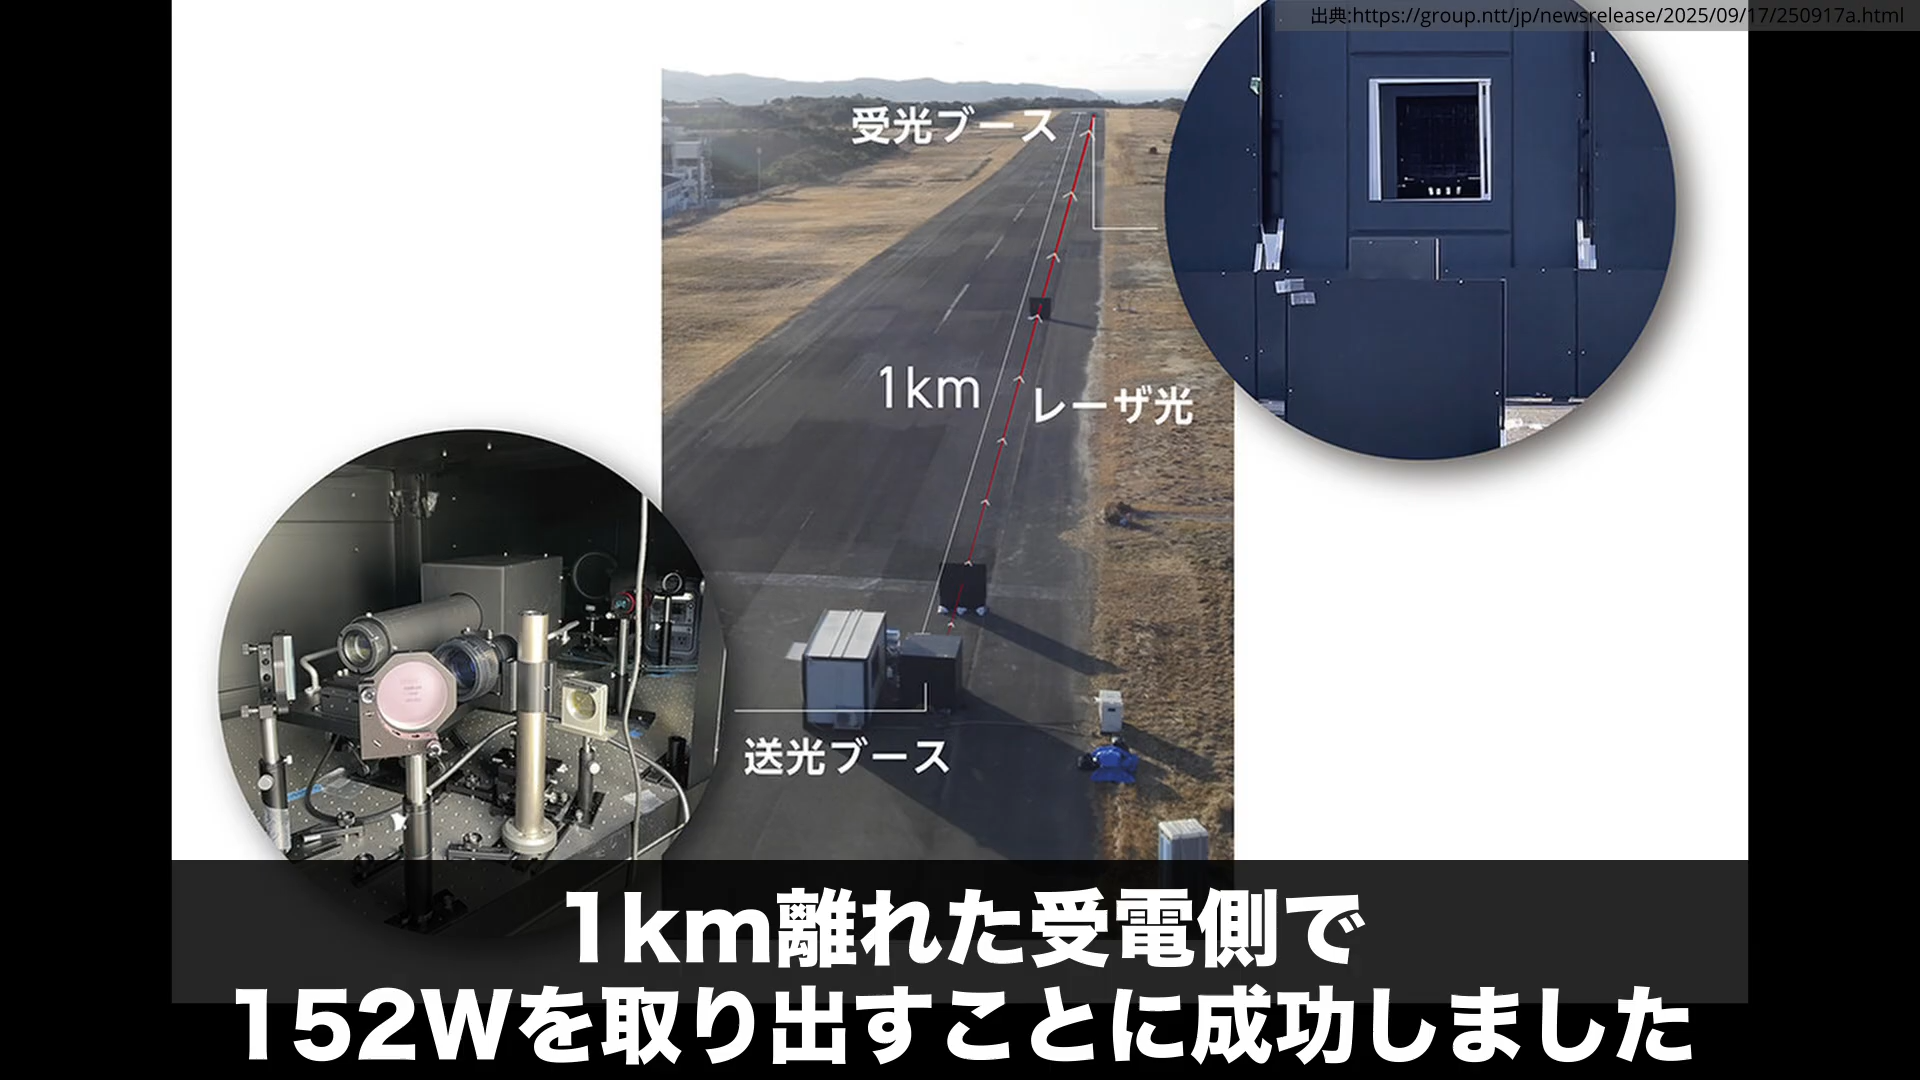 出典:https://group.ntt/jp/newsrelease/2025/09/17/250917a.html
受光ブース
1km
レーザ光
送光ブース
1km離れた受電側で
152Wを取り出すことに成功しました